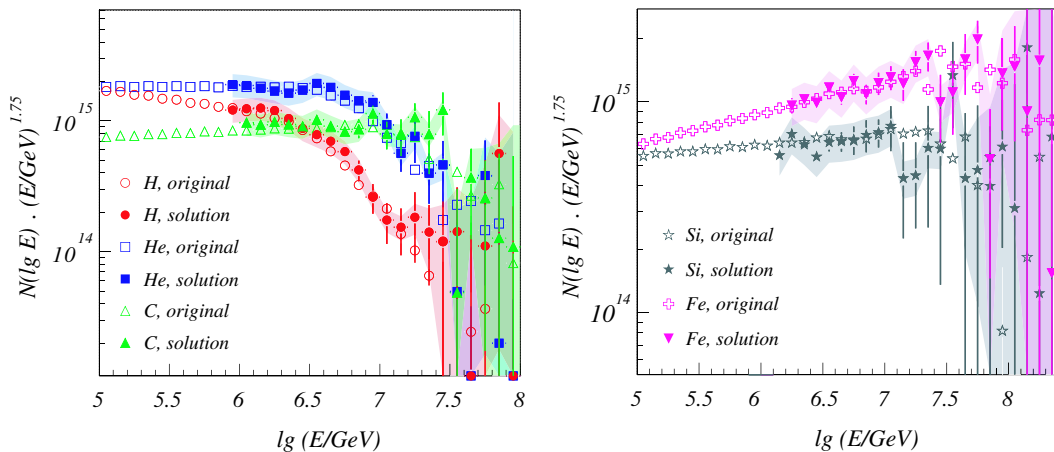 N(lg E) . (E/GeV)^1.75
10^15
10^14
H, original
H, solution
He, original
He, solution
C, original
C, solution
5
5.5
6
6.5
7
7.5
8
lg (E/GeV)
N(lg E) . (E/GeV)^1.75
10^15
10^14
Si, original
Si, solution
Fe, original
Fe, solution
5
5.5
6
6.5
7
7.5
8
lg (E/GeV)